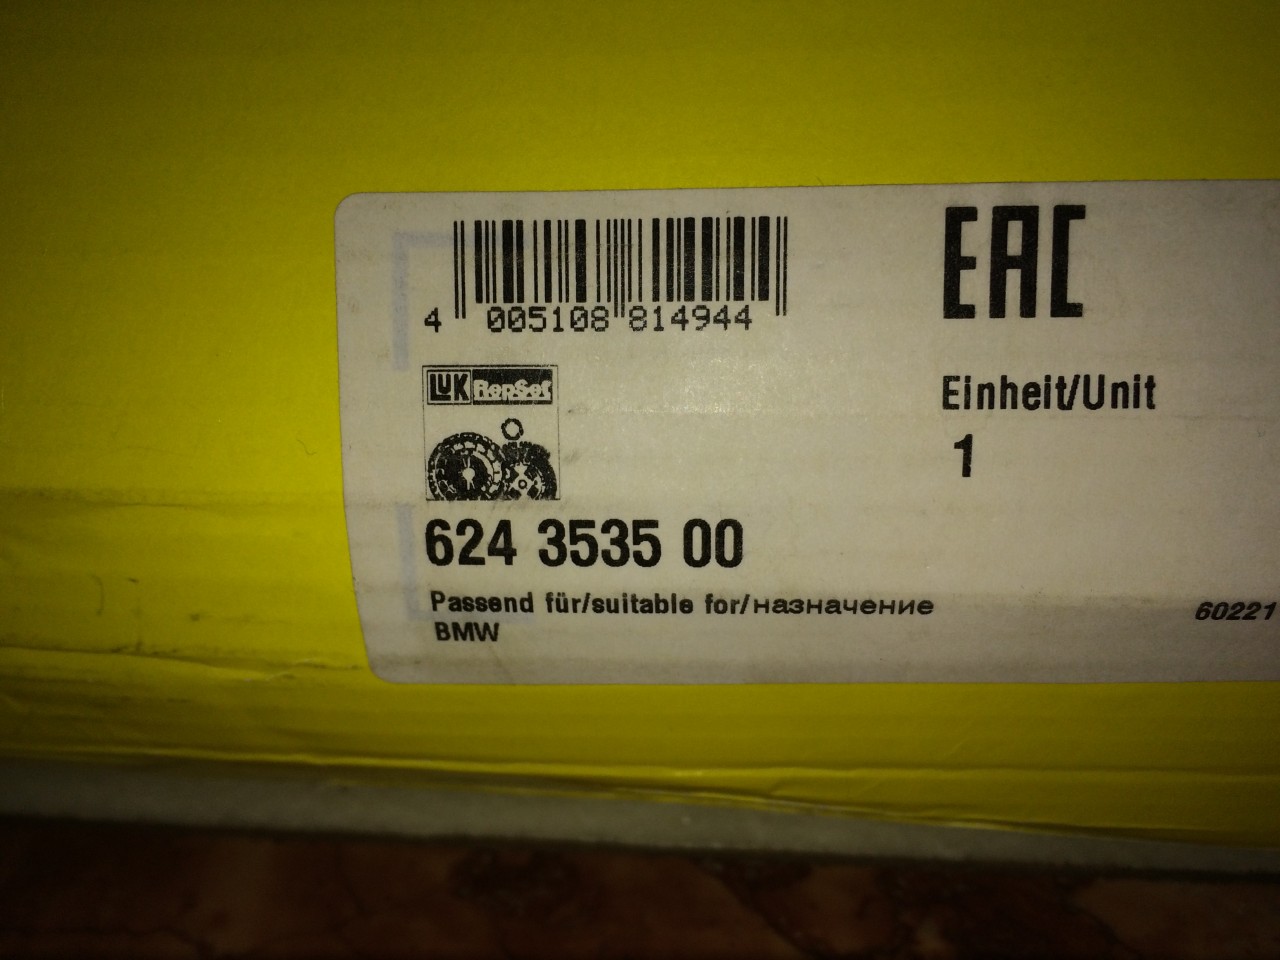 4 005108 814944
EAC
LUK RepSet
Einheit/Unit
1
624 3535 00
Passend für/suitable for/назначение
BMW
60221